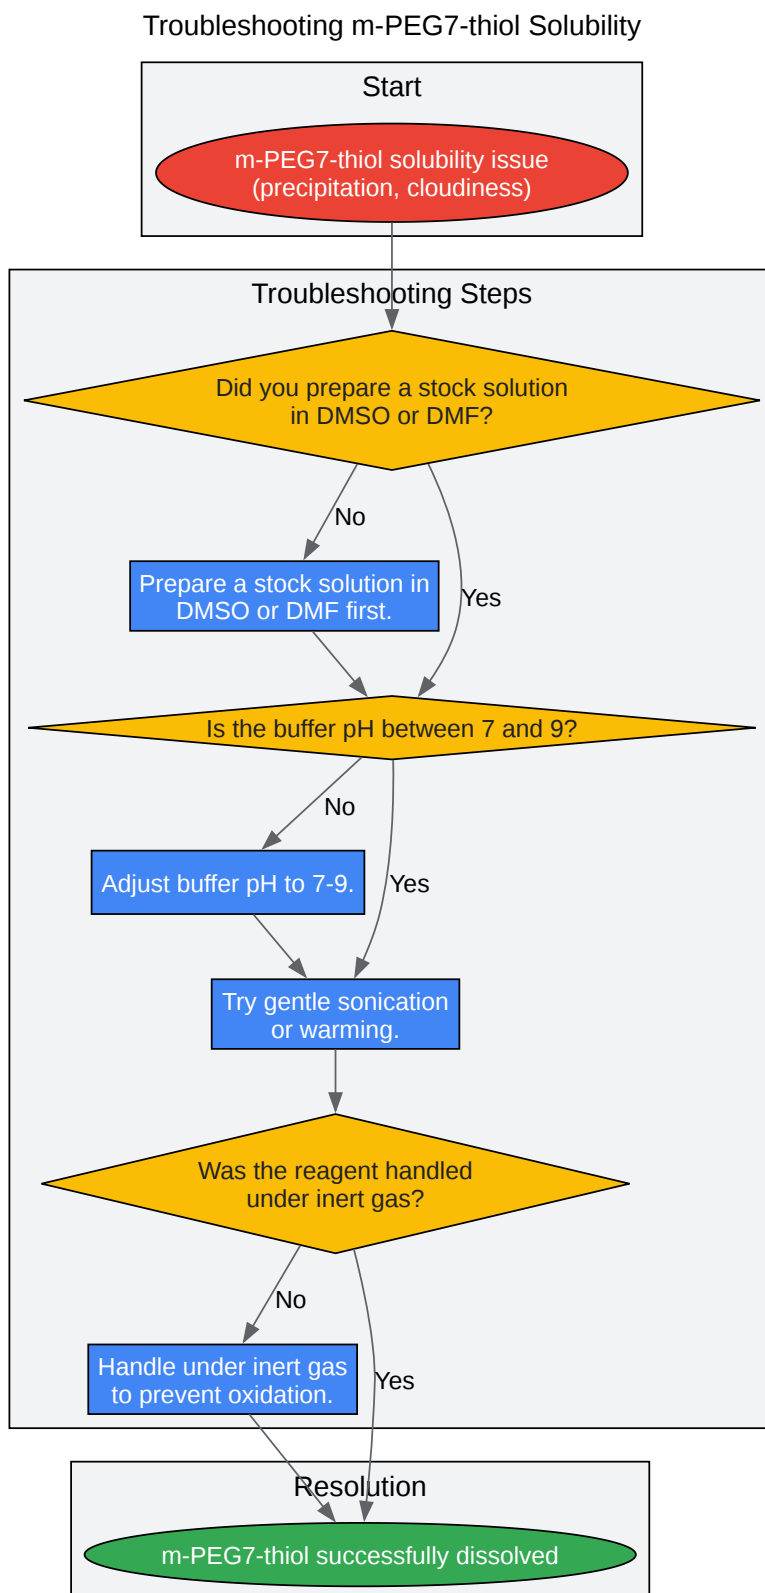 Troubleshooting m-PEG7-thiol Solubility
Start
m-PEG7-thiol solubility issue
(precipitation, cloudiness)
Troubleshooting Steps
Did you prepare a stock solution
in DMSO or DMF?
No
Yes
Prepare a stock solution in
DMSO or DMF first.
Is the buffer pH between 7 and 9?
No
Yes
Adjust buffer pH to 7-9.
Try gentle sonication
or warming.
Was the reagent handled
under inert gas?
No
Yes
Handle under inert gas
to prevent oxidation.
Resolution
m-PEG7-thiol successfully dissolved